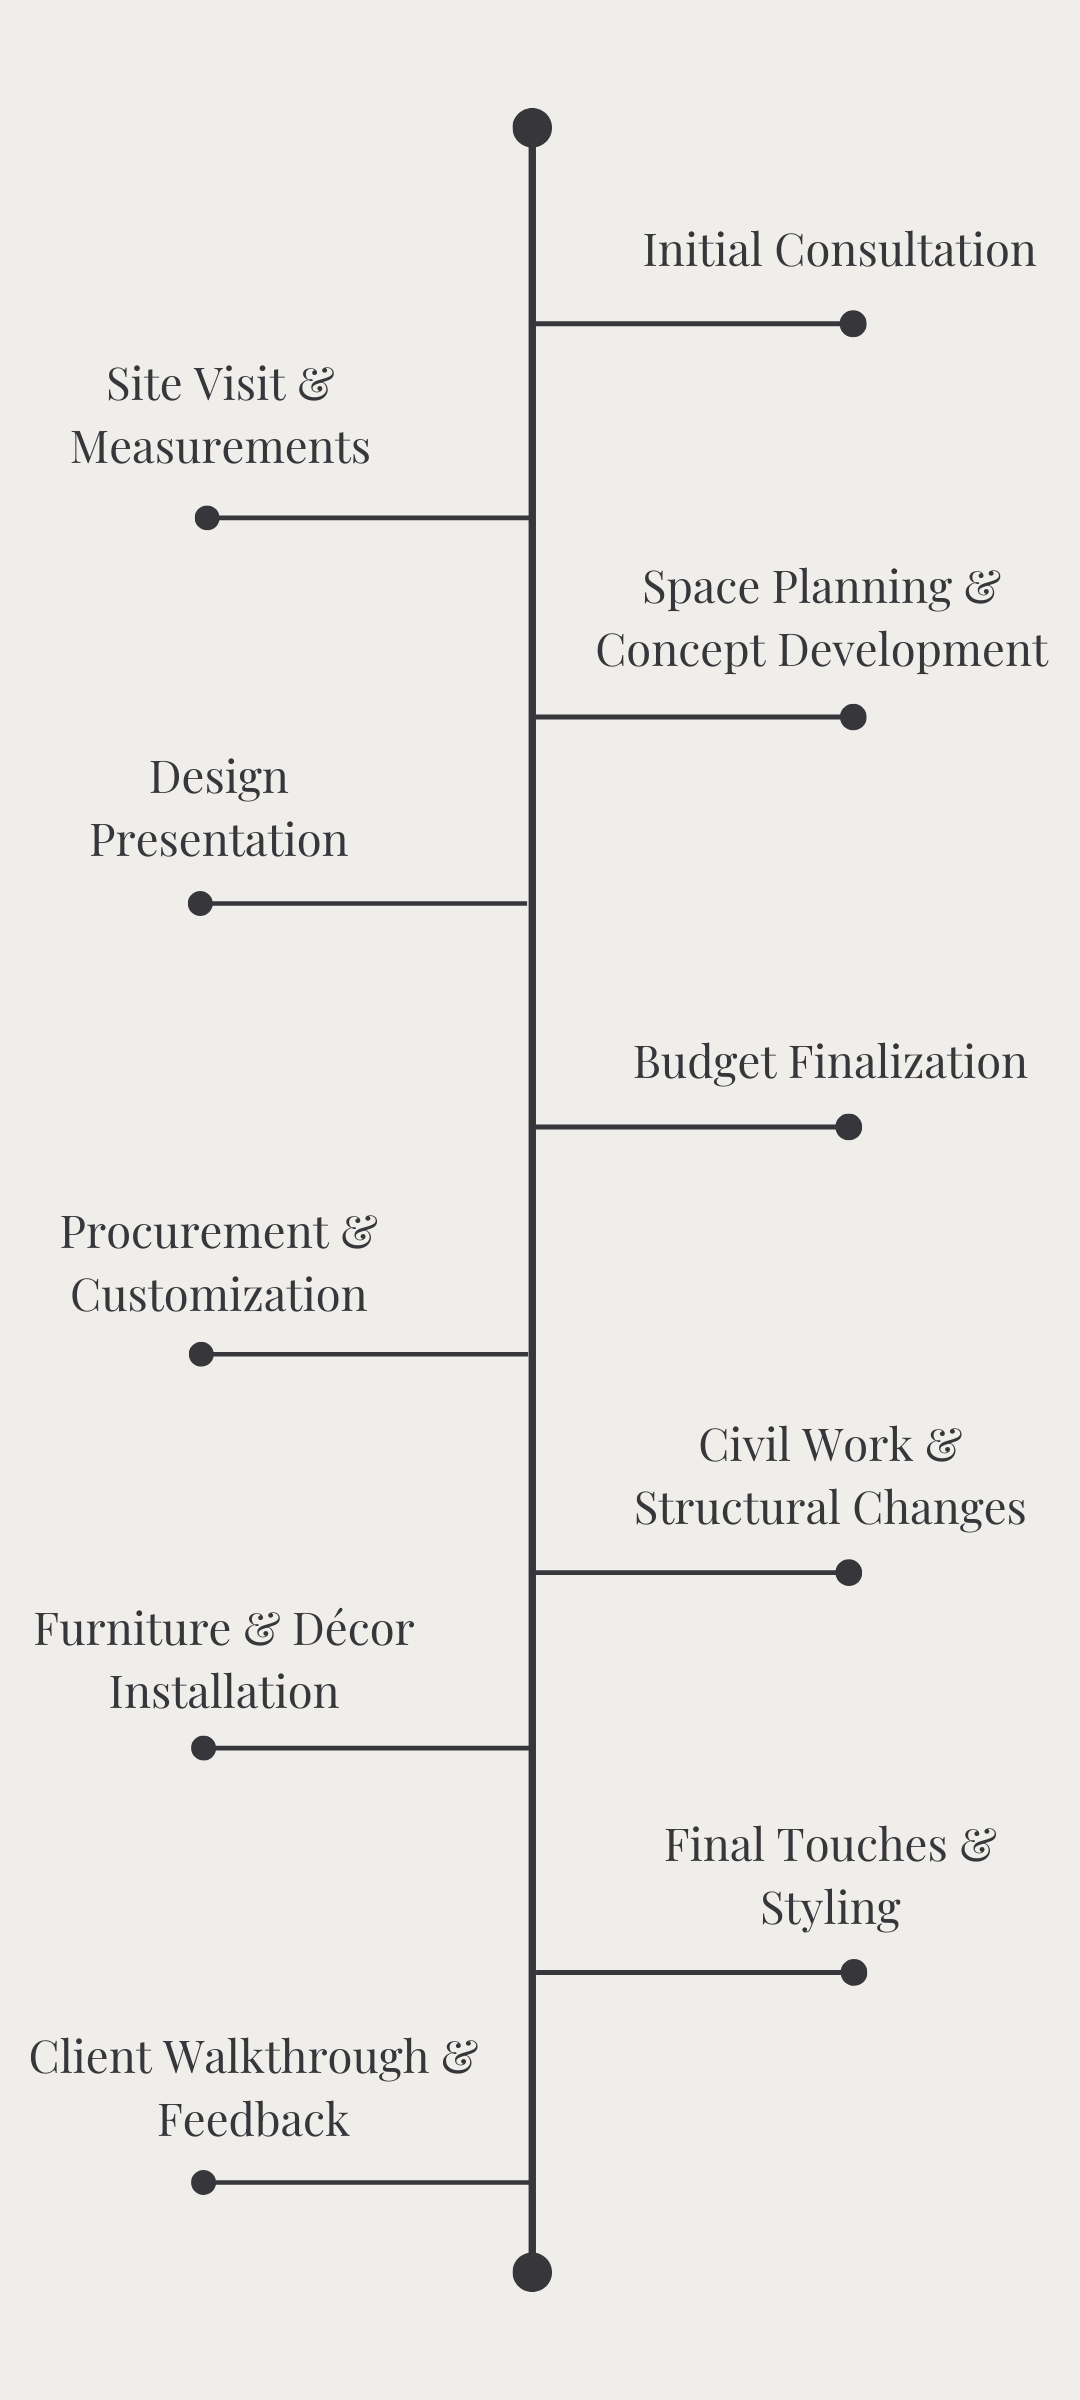 Initial Consultation
Site Visit &
Measurements
Space Planning &
Concept Development
Design
Presentation
Budget Finalization
Procurement &
Customization
Civil Work &
Structural Changes
Furniture & Décor
Installation
Final Touches &
Styling
Client Walkthrough &
Feedback